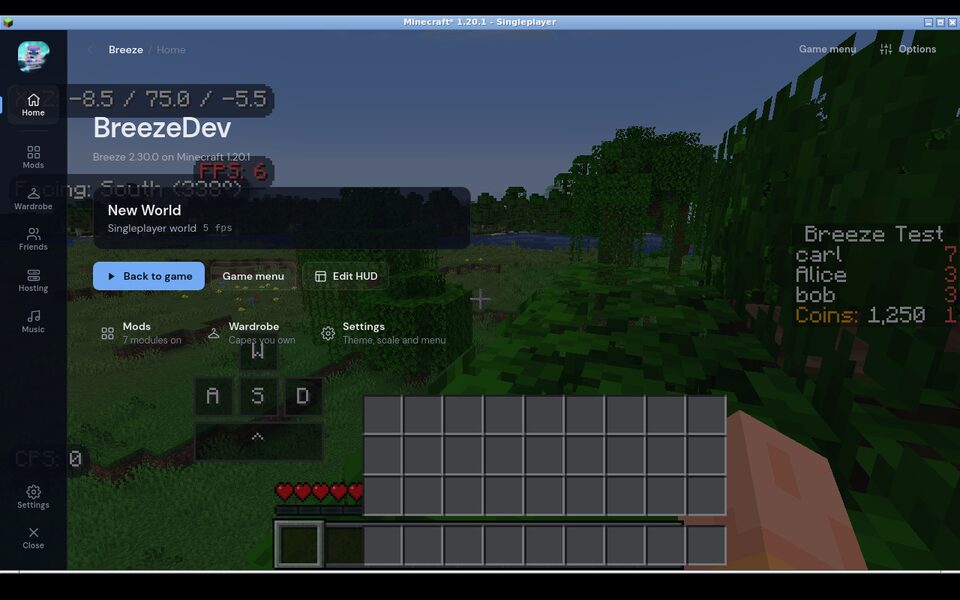 Minecraft* 1.20.1 - Singleplayer
Breeze / Home
Game menu
Options
-8.5 / 75.0 / -5.5
Home
BreezeDev
Breeze 2.30.0 on Minecraft 1.20.1
FPS: 6
Mods
Facing: South
Wardrobe
New World
Singleplayer world 5 fps
Friends
Breeze Test
carl 7
Alice 3
bob 3
Coins: 1,250 1
Back to game
Game menu
Edit HUD
Hosting
Music
Mods
7 modules on
Wardrobe
Capes you own
Settings
Theme, scale and menu
W
A
S
D
^
CPS: 0
Settings
Close